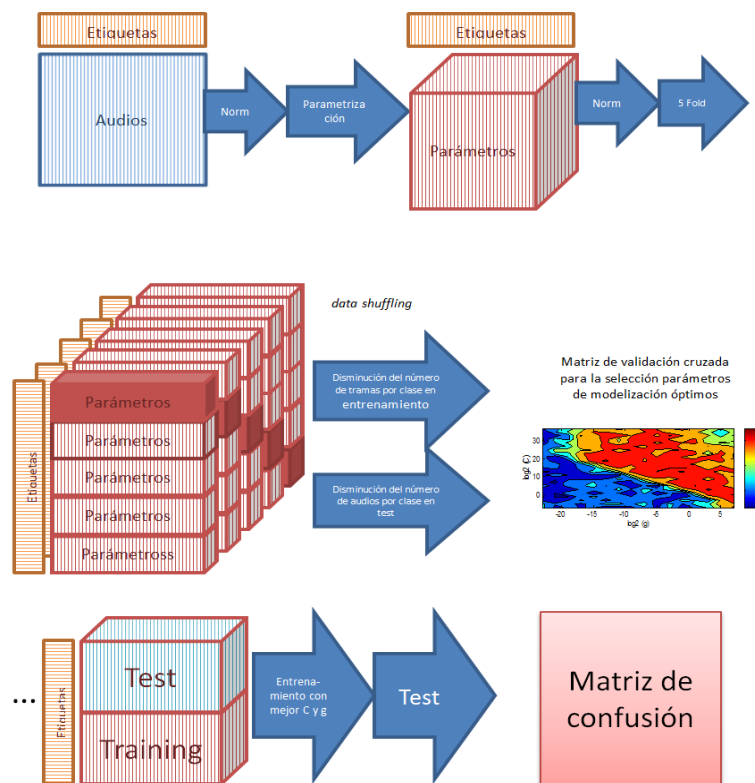 Etiquetas
Etiquetas
Audios
Norm
Parametriza
ción
Parámetros
Norm
5 Fold
data shuffling
Etiquetas
Parámetros
Parámetros
Parámetros
Parámetros
Parámetross
Disminución del número
de tramas por clase en
entrenamiento
Disminución del número
de audios por clase en
test
Matriz de validación cruzada
para la selección parámetros
de modelización óptimos
log2 (C)
30
20
10
0
-20
-15
-10
-5
0
5
log2 (g)
...
Etiquetas
Test
Training
Entrena-
miento con
mejor C y g
Test
Matriz de
confusión